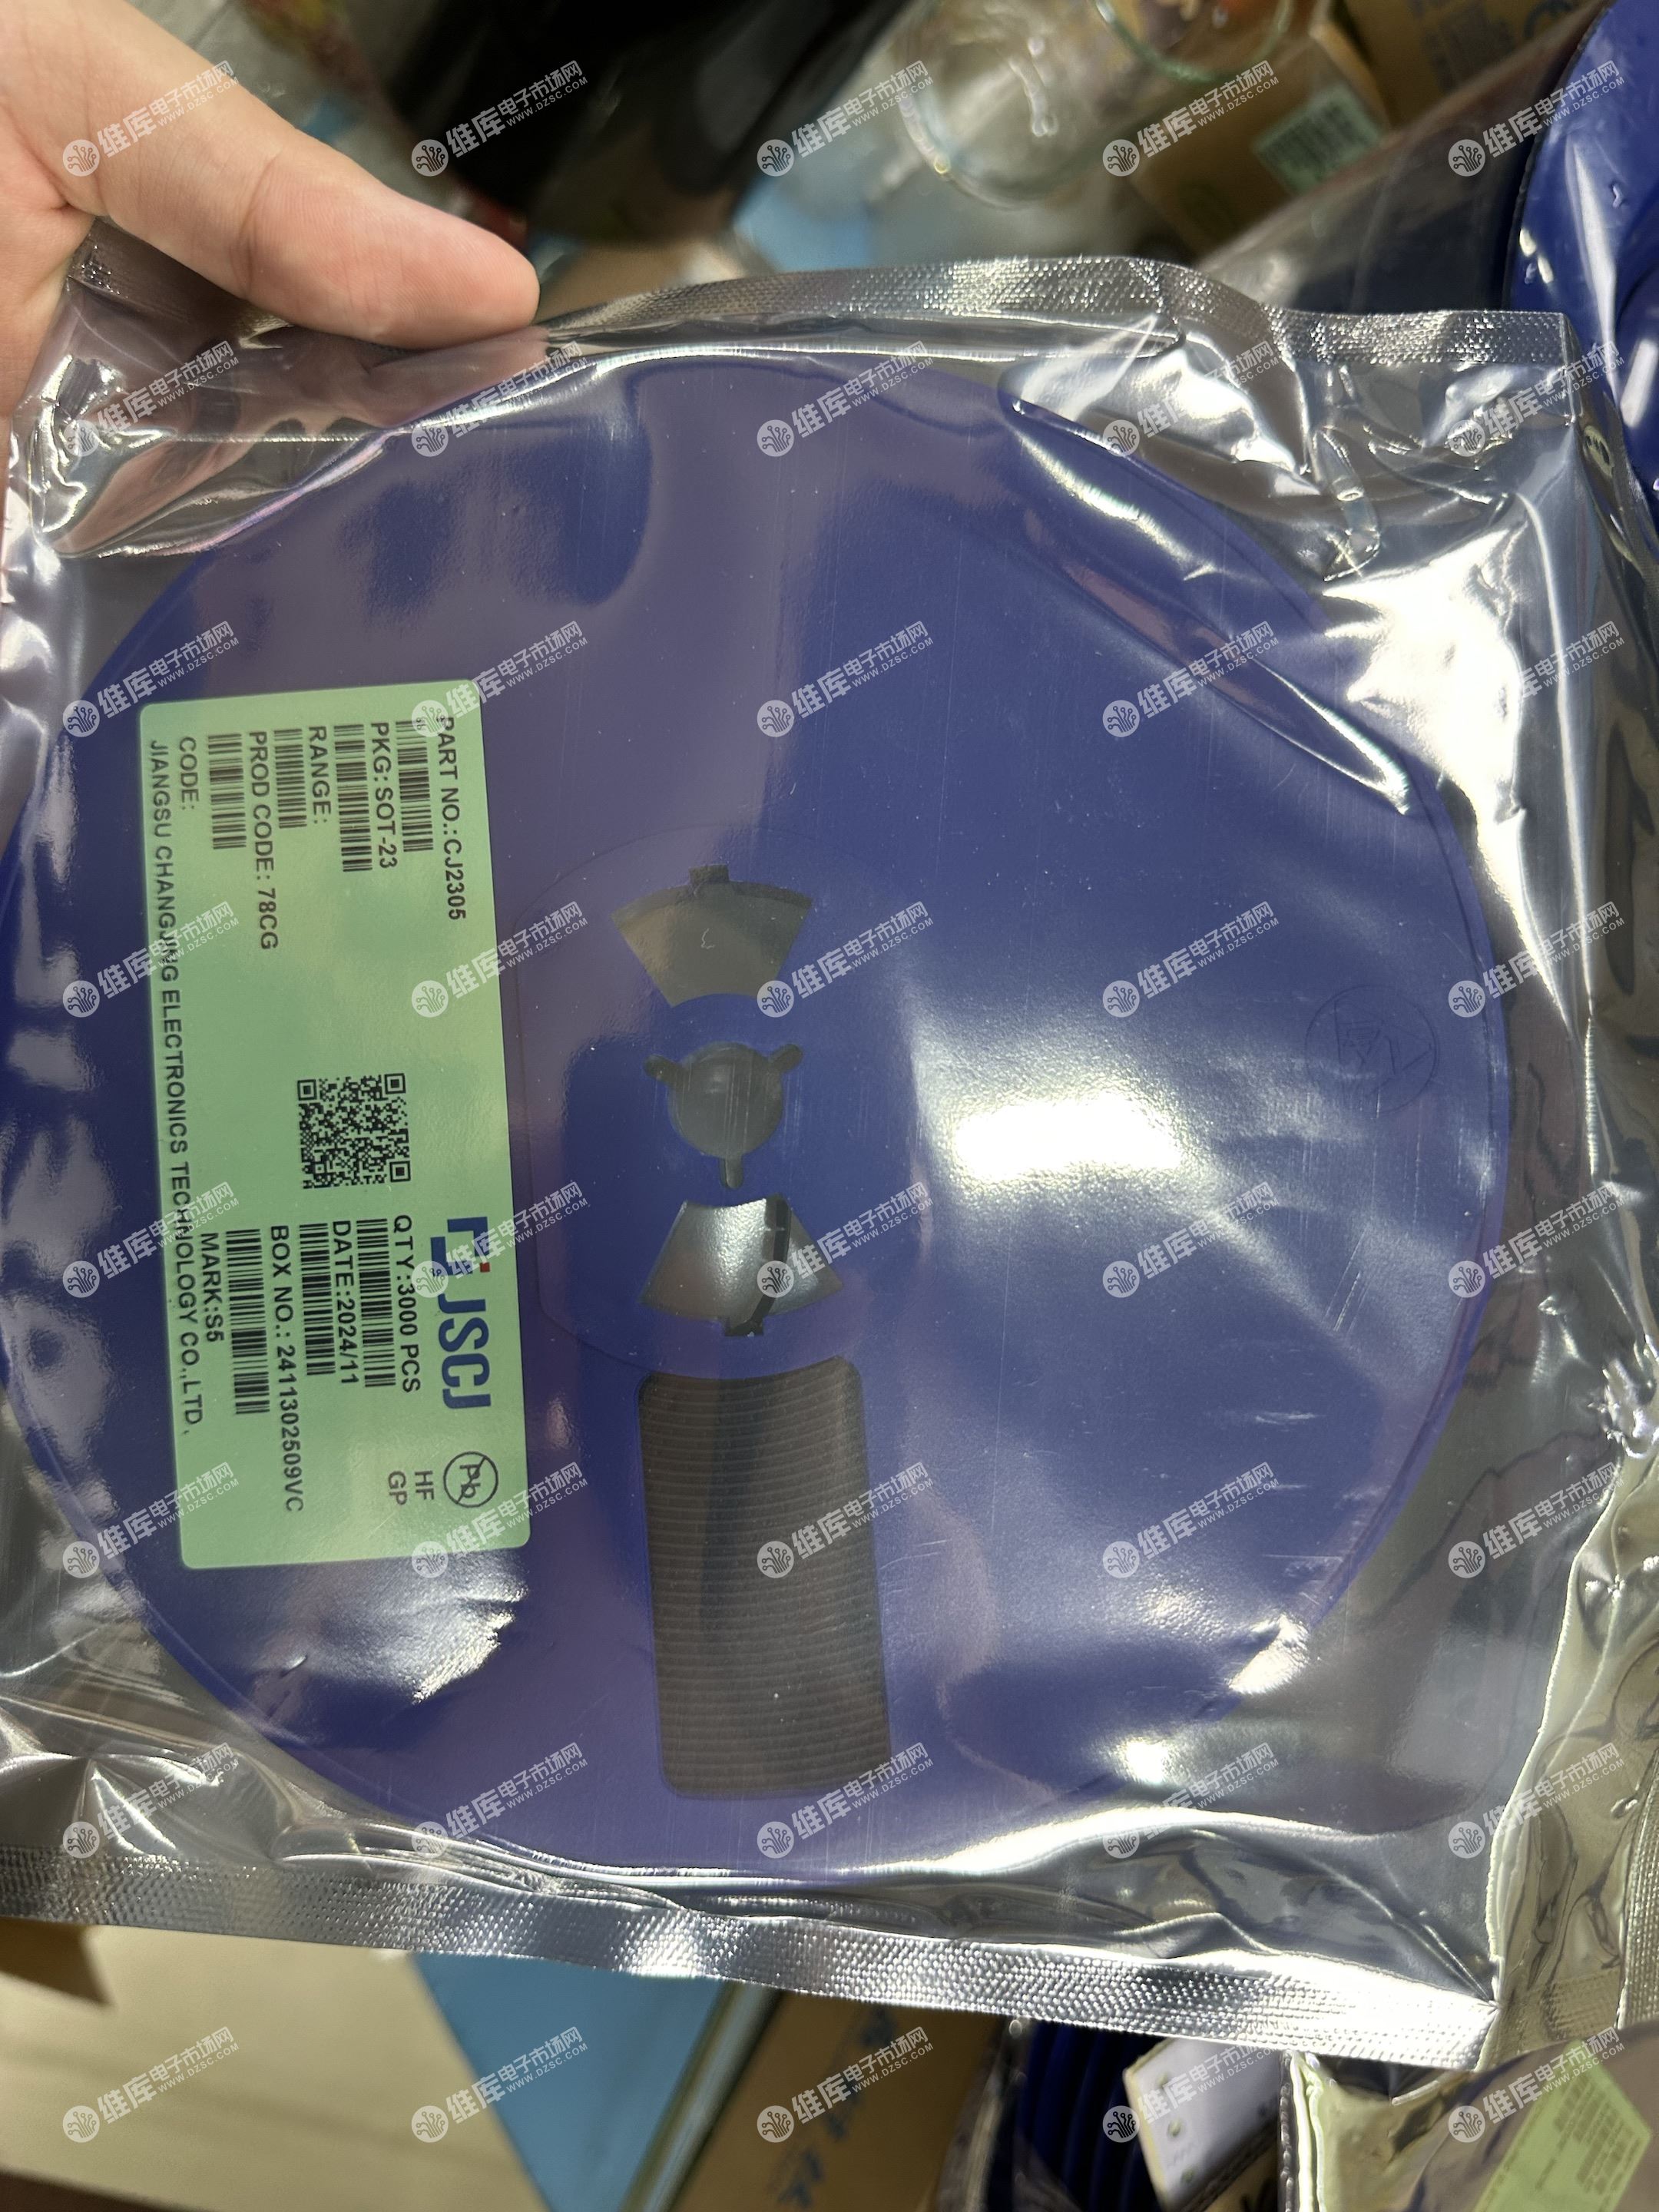 PART NO.:CJ2305
PKG: SOT-23
RANGE:
PROD CODE: 78CG
CODE:
JIANGSU CHANGJING ELECTRONICS TECHNOLOGY CO.,LTD.
JSCJ
QTY:3000 PCS
DATE:2024/11
BOX NO.: 2411302509VC
MARK:S5
Pb
HF
GP
维库电子市场网
WWW.DZSC.COM